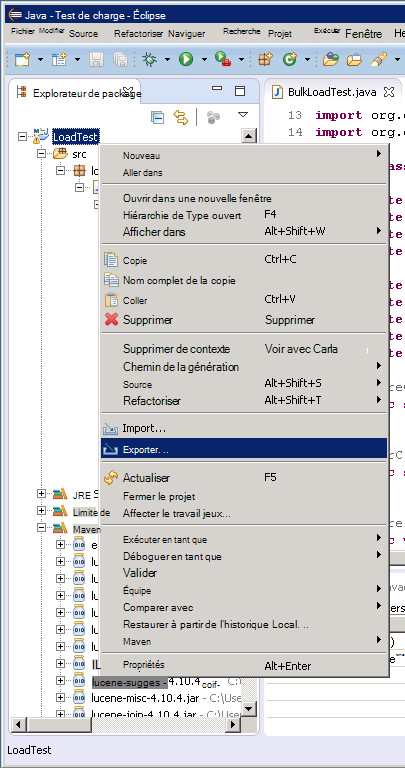 Java - Test de charge - Éclipse
Fichier Modifier Source Refactoriser Naviguer Recherche Projet Exécuter Fenêtre He
Explorateur de package
BulkLoadTest.java
13 import org.
14 import org.
LoadTest
src
Nouveau
Aller dans
Ouvrir dans une nouvelle fenêtre
Hiérarchie de Type ouvert F4
Afficher dans Alt+Shift+W
Copie Ctrl+C
Nom complet de la copie
Coller Ctrl+V
Supprimer Supprimer
Supprimer de contexte Voir avec Carla
Chemin de la génération
Source Alt+Shift+S
Refactoriser Alt+Shift+T
Import...
Exporter. ..
Actualiser F5
Fermer le projet
Affecter le travail jeux...
Exécuter en tant que
Déboguer en tant que
Valider
Équipe
Comparer avec
Restaurer à partir de l'historique Local. ..
Maven
Propriétés Alt+Enter
JRE S
Limite de
Maven
lucene-sugges - 4.10.4 coif- C:\
lucene-misc-4.10.4.jar - C:\Use
lucene-join-4.10.4.jar - C:\User
LoadTest